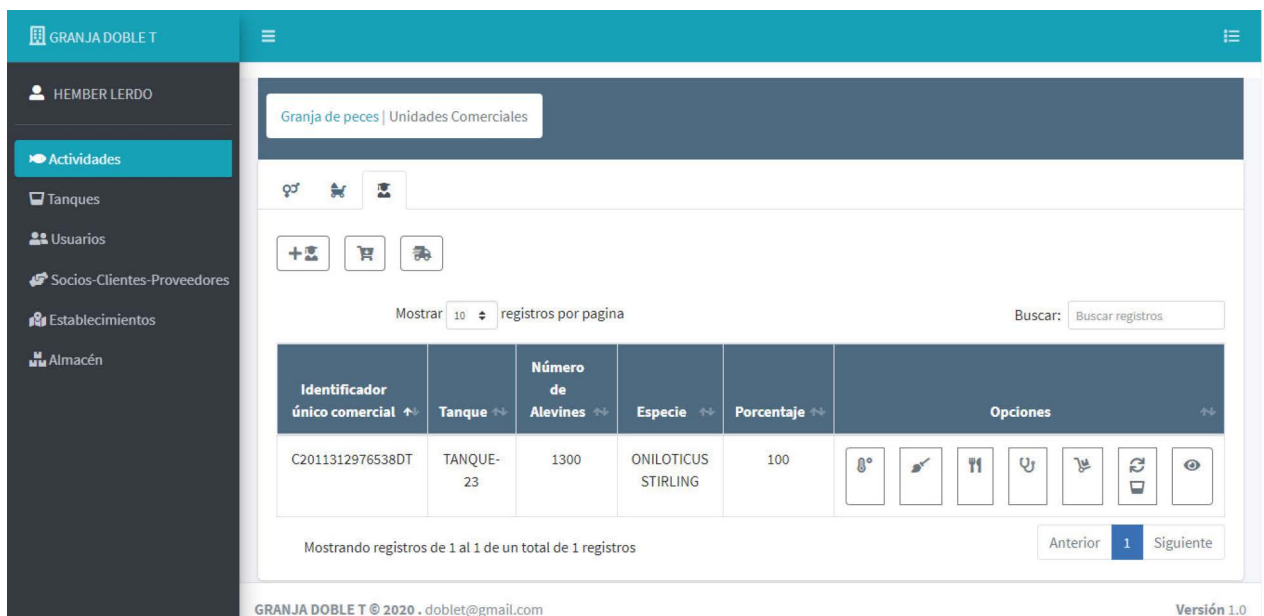 GRANJA DOBLE T
HEMBER LERDO
Actividades
Tanques
Usuarios
Socios-Clientes-Proveedores
Establecimientos
Almacén
Granja de peces | Unidades Comerciales
Mostrar 10 registros por pagina
Buscar: Buscar registros
Identificador
único comercial
Tanque
Número
de
Alevines
Especie
Porcentaje
Opciones
C2011312976538DT
TANQUE-
23
1300
ONILOTICUS
STIRLING
100
Mostrando registros de 1 al 1 de un total de 1 registros
Anterior 1 Siguiente
GRANJA DOBLE T © 2020 . doblet@gmail.com
Versión 1.0